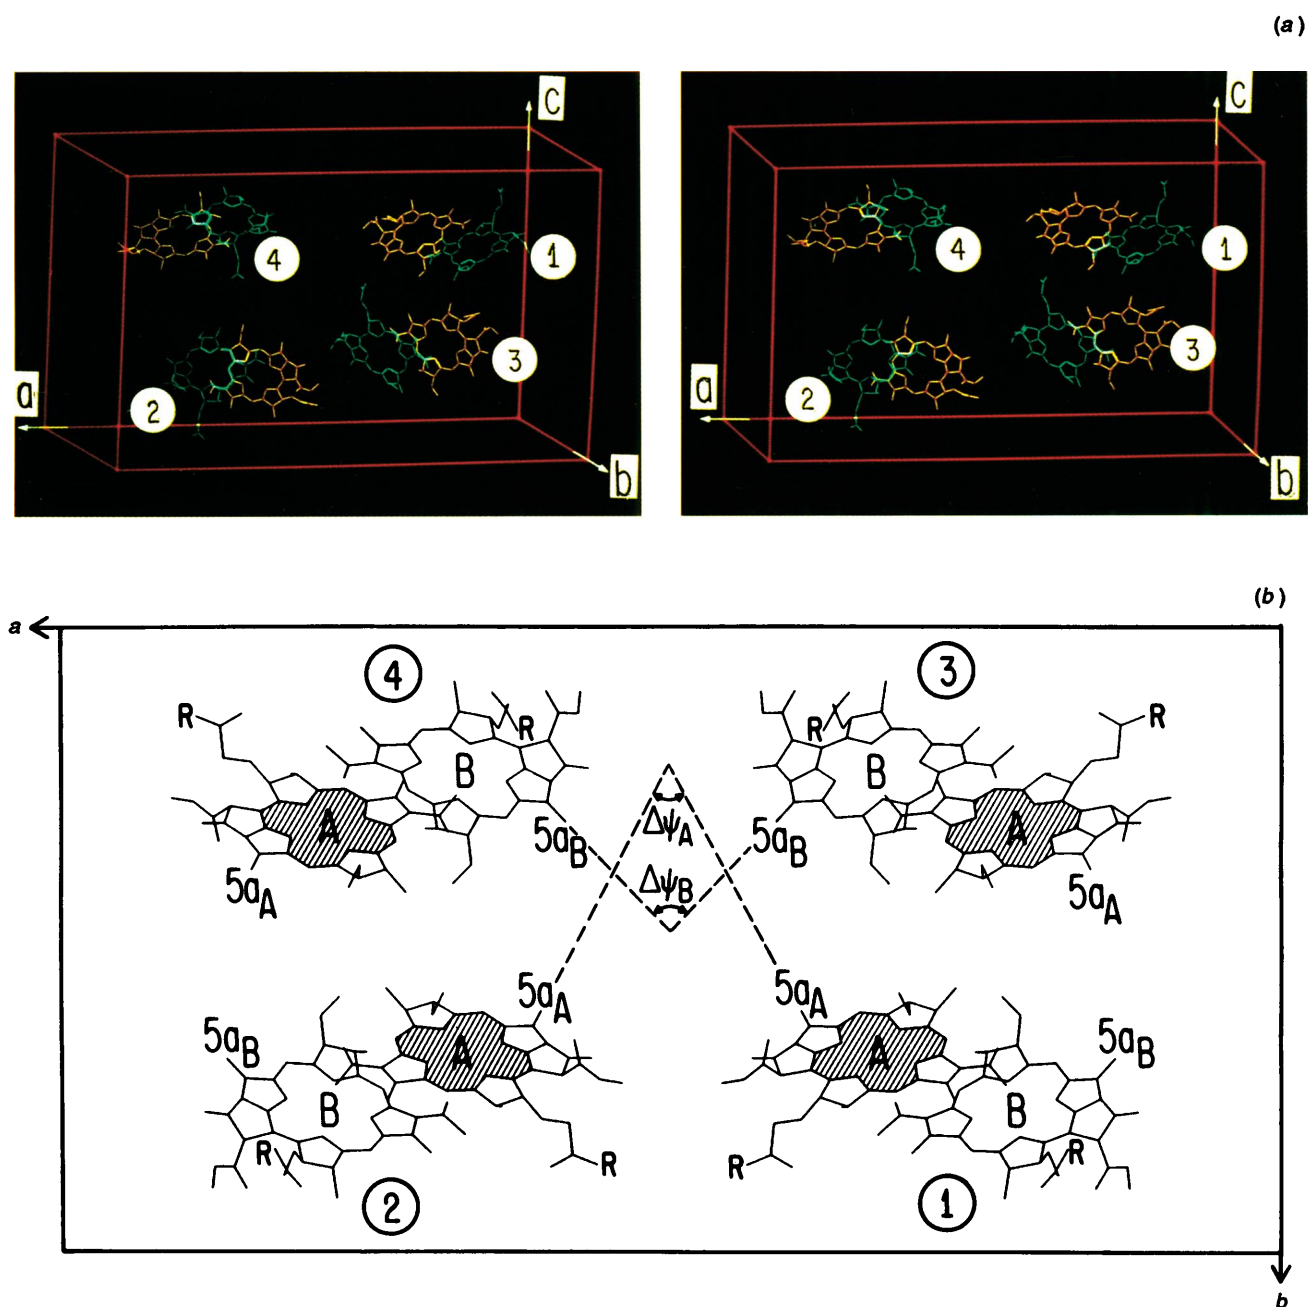 (a)
C C
4 1 4 1
3 3
a 2 a 2
b b
(b)
a
4 3
R R R R
B B
A ΔψA A
5aB 5aB
5aA ΔψB 5aA
5aA 5aA
5aB 5aB
A A
B B
R R R R
2 1
b